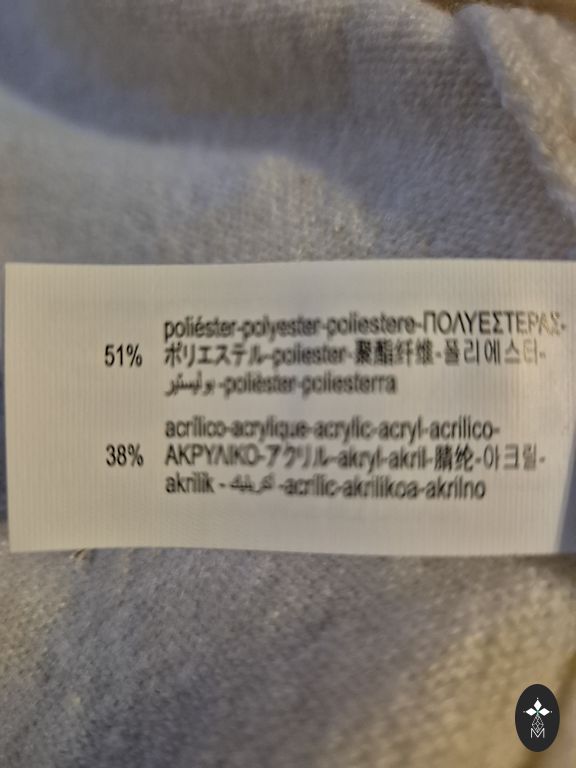 51% poliéster-polyester-poliestere-ΠΟΛΥΕΣΤΕΡΑΣ-
ポリエステル-poliester-聚酯纤维-폴리에스터-
بوليستر -polièster-poliesterra
38% acrílico-acrylique-acrylic-acryl-acrilico-
ΑΚΡΥΛΙΚΟ-アクリル-akryl-akril-腈纶-아크릴-
akrilik - اكريليك -acrílic-akrilikoa-akrilno